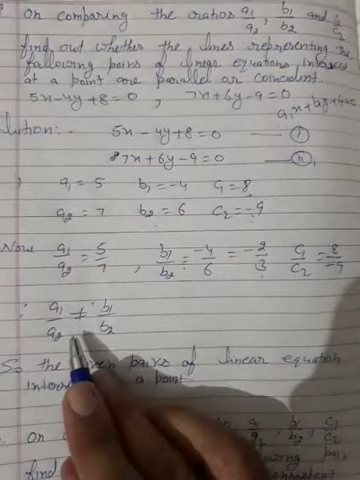 On comparing the ratios a₁/a₂, b₁/b₂ and c₁/c₂
find out whether the lines representing the
following pairs of linear equations intersect
at a point are parallel or coincident.
5x-4y+8=0 , 7x+6y-9=0
a₁x+by+c=0
Solution:- 5x-4y+8=0 — (i)
7x+6y-9=0 — (ii)
a₁=5 b₁=-4 c₁=8
a₂=7 b₂=6 c₂=-9
Now a₁/a₂=5/7 , b₁/b₂=-4/6=-2/3 c₁/c₂=8/-9
∴ a₁/a₂ ≠ b₁/b₂
So the pairs of linear equation
a point
On a₁/a₂, b₁/b₂, c₁/c₂
find pair